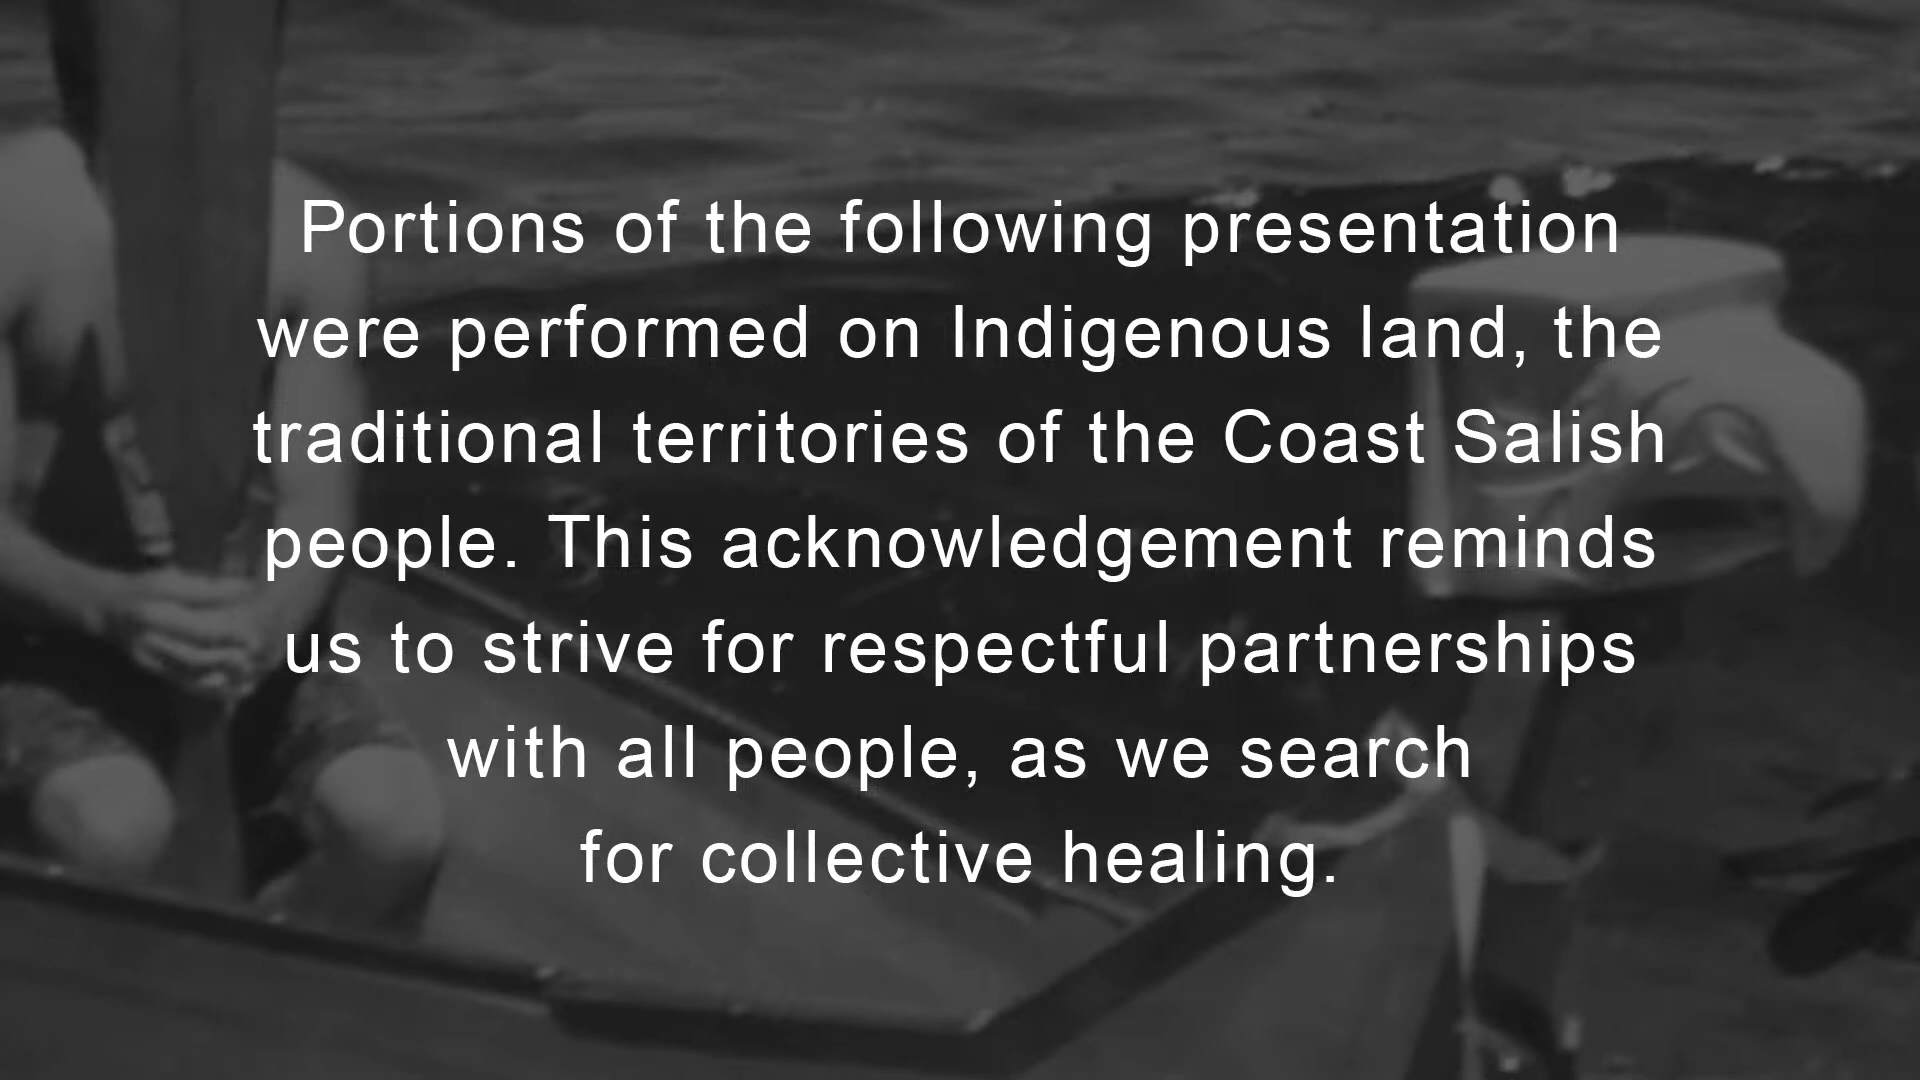 Portions of the following presentation
were performed on Indigenous land, the
traditional territories of the Coast Salish
people. This acknowledgement reminds
us to strive for respectful partnerships
with all people, as we search
for collective healing.